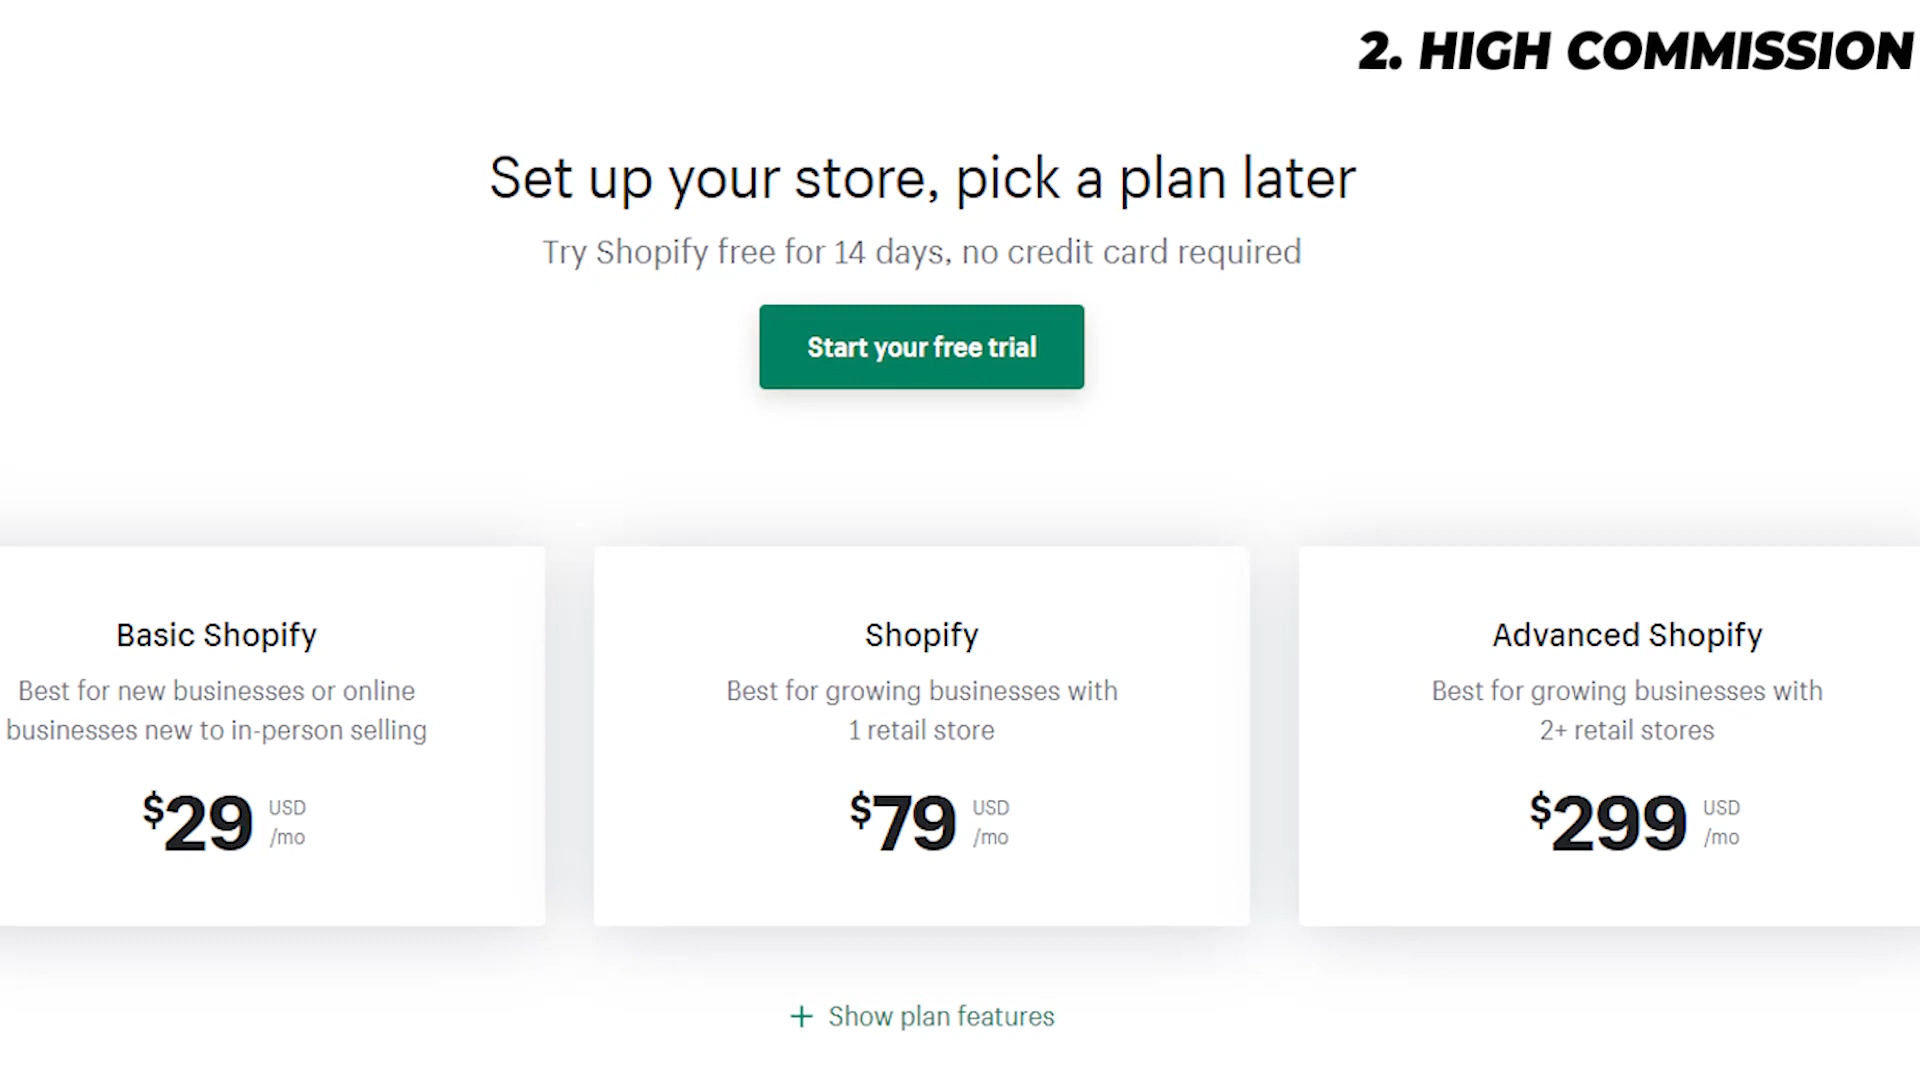 2. HIGH COMMISSION
Set up your store, pick a plan later
Try Shopify free for 14 days, no credit card required
Start your free trial
Basic Shopify
Best for new businesses or online
businesses new to in-person selling
$29 USD
/mo
Shopify
Best for growing businesses with
1 retail store
$79 USD
/mo
Advanced Shopify
Best for growing businesses with
2+ retail stores
$299 USD
/mo
+ Show plan features